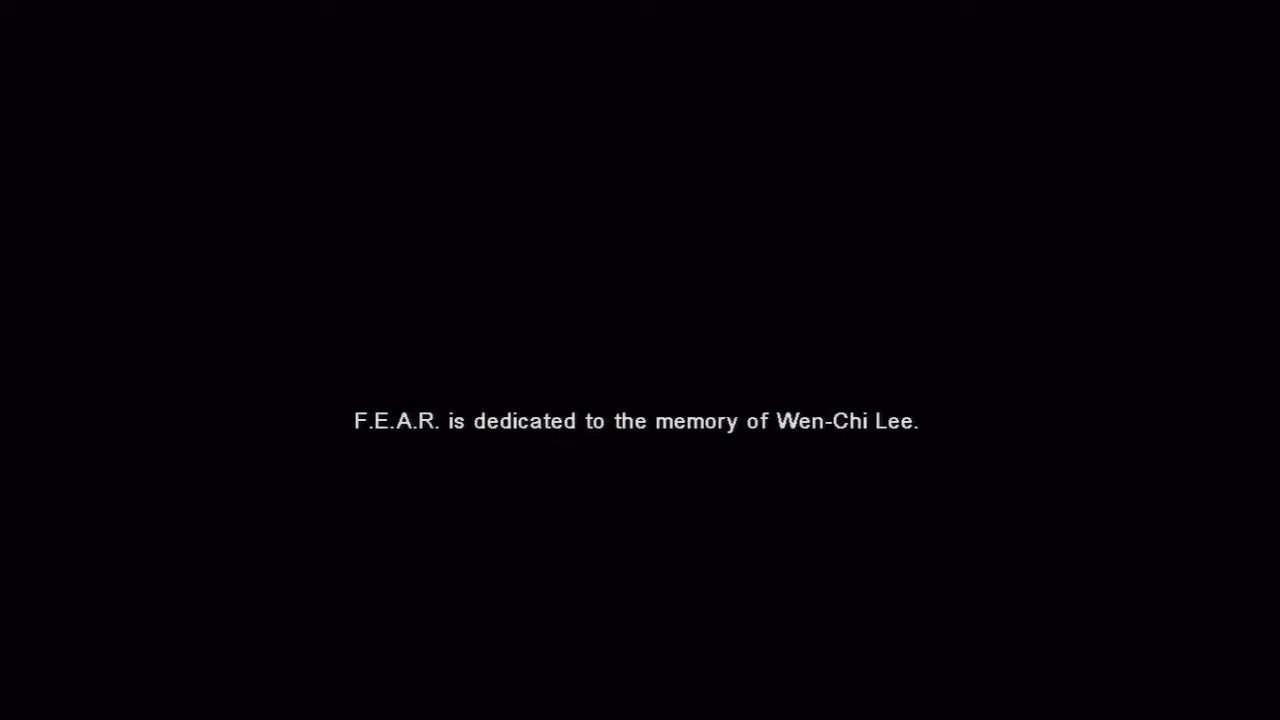 F.E.A.R. is dedicated to the memory of Wen-Chi Lee.